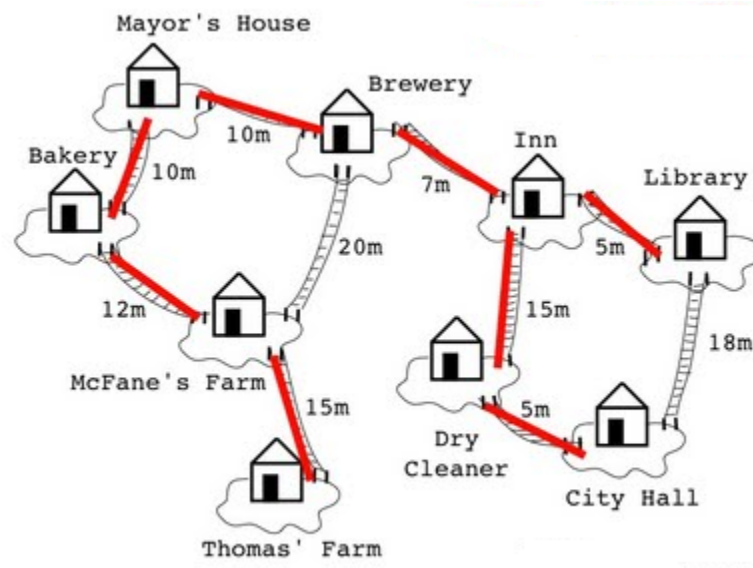 Mayor's House
Brewery
10m
Bakery
10m
Inn
7m
Library
5m
20m
12m
15m
18m
McFane's Farm
15m
5m
Dry
Cleaner
City Hall
Thomas' Farm